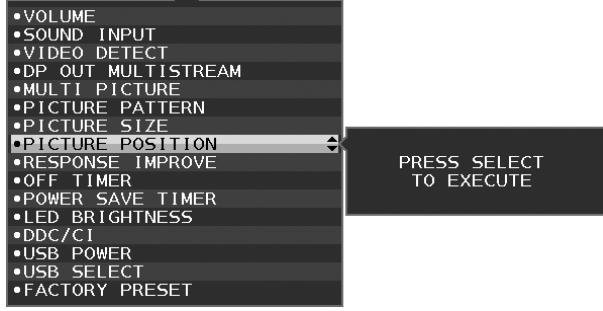 •VOLUME
•SOUND INPUT
•VIDEO DETECT
•DP OUT MULTISTREAM
•MULTI PICTURE
•PICTURE PATTERN
•PICTURE SIZE
•PICTURE POSITION
•RESPONSE IMPROVE
•OFF TIMER
•POWER SAVE TIMER
•LED BRIGHTNESS
•DDC/CI
•USB POWER
•USB SELECT
•FACTORY PRESET
PRESS SELECT
TO EXECUTE